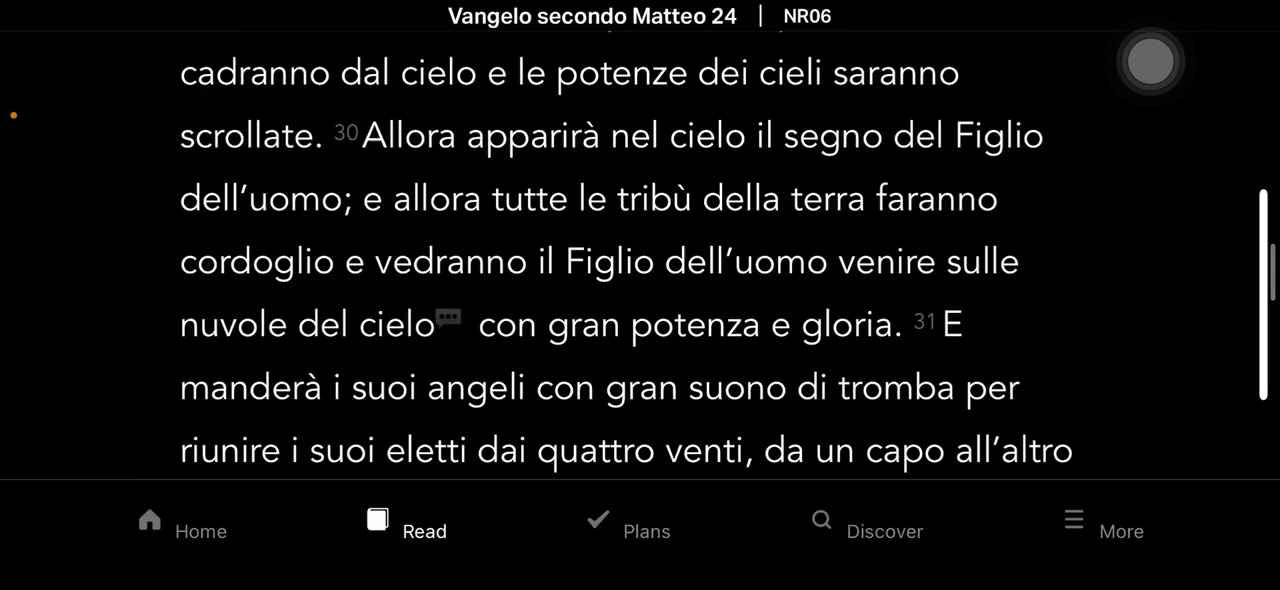 Vangelo secondo Matteo 24 | NR06
cadranno dal cielo e le potenze dei cieli saranno
scrollate. 30 Allora apparirà nel cielo il segno del Figlio
dell’uomo; e allora tutte le tribù della terra faranno
cordoglio e vedranno il Figlio dell’uomo venire sulle
nuvole del cielo con gran potenza e gloria. 31 E
manderà i suoi angeli con gran suono di tromba per
riunire i suoi eletti dai quattro venti, da un capo all’altro
Home Read Plans Discover More